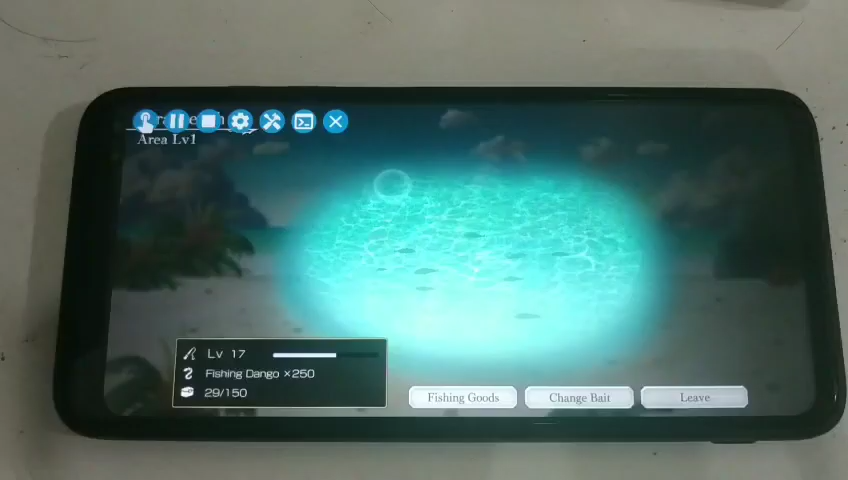 Area Lv1
Lv 17
Fishing Dango ×250
29/150
Fishing Goods
Change Bait
Leave